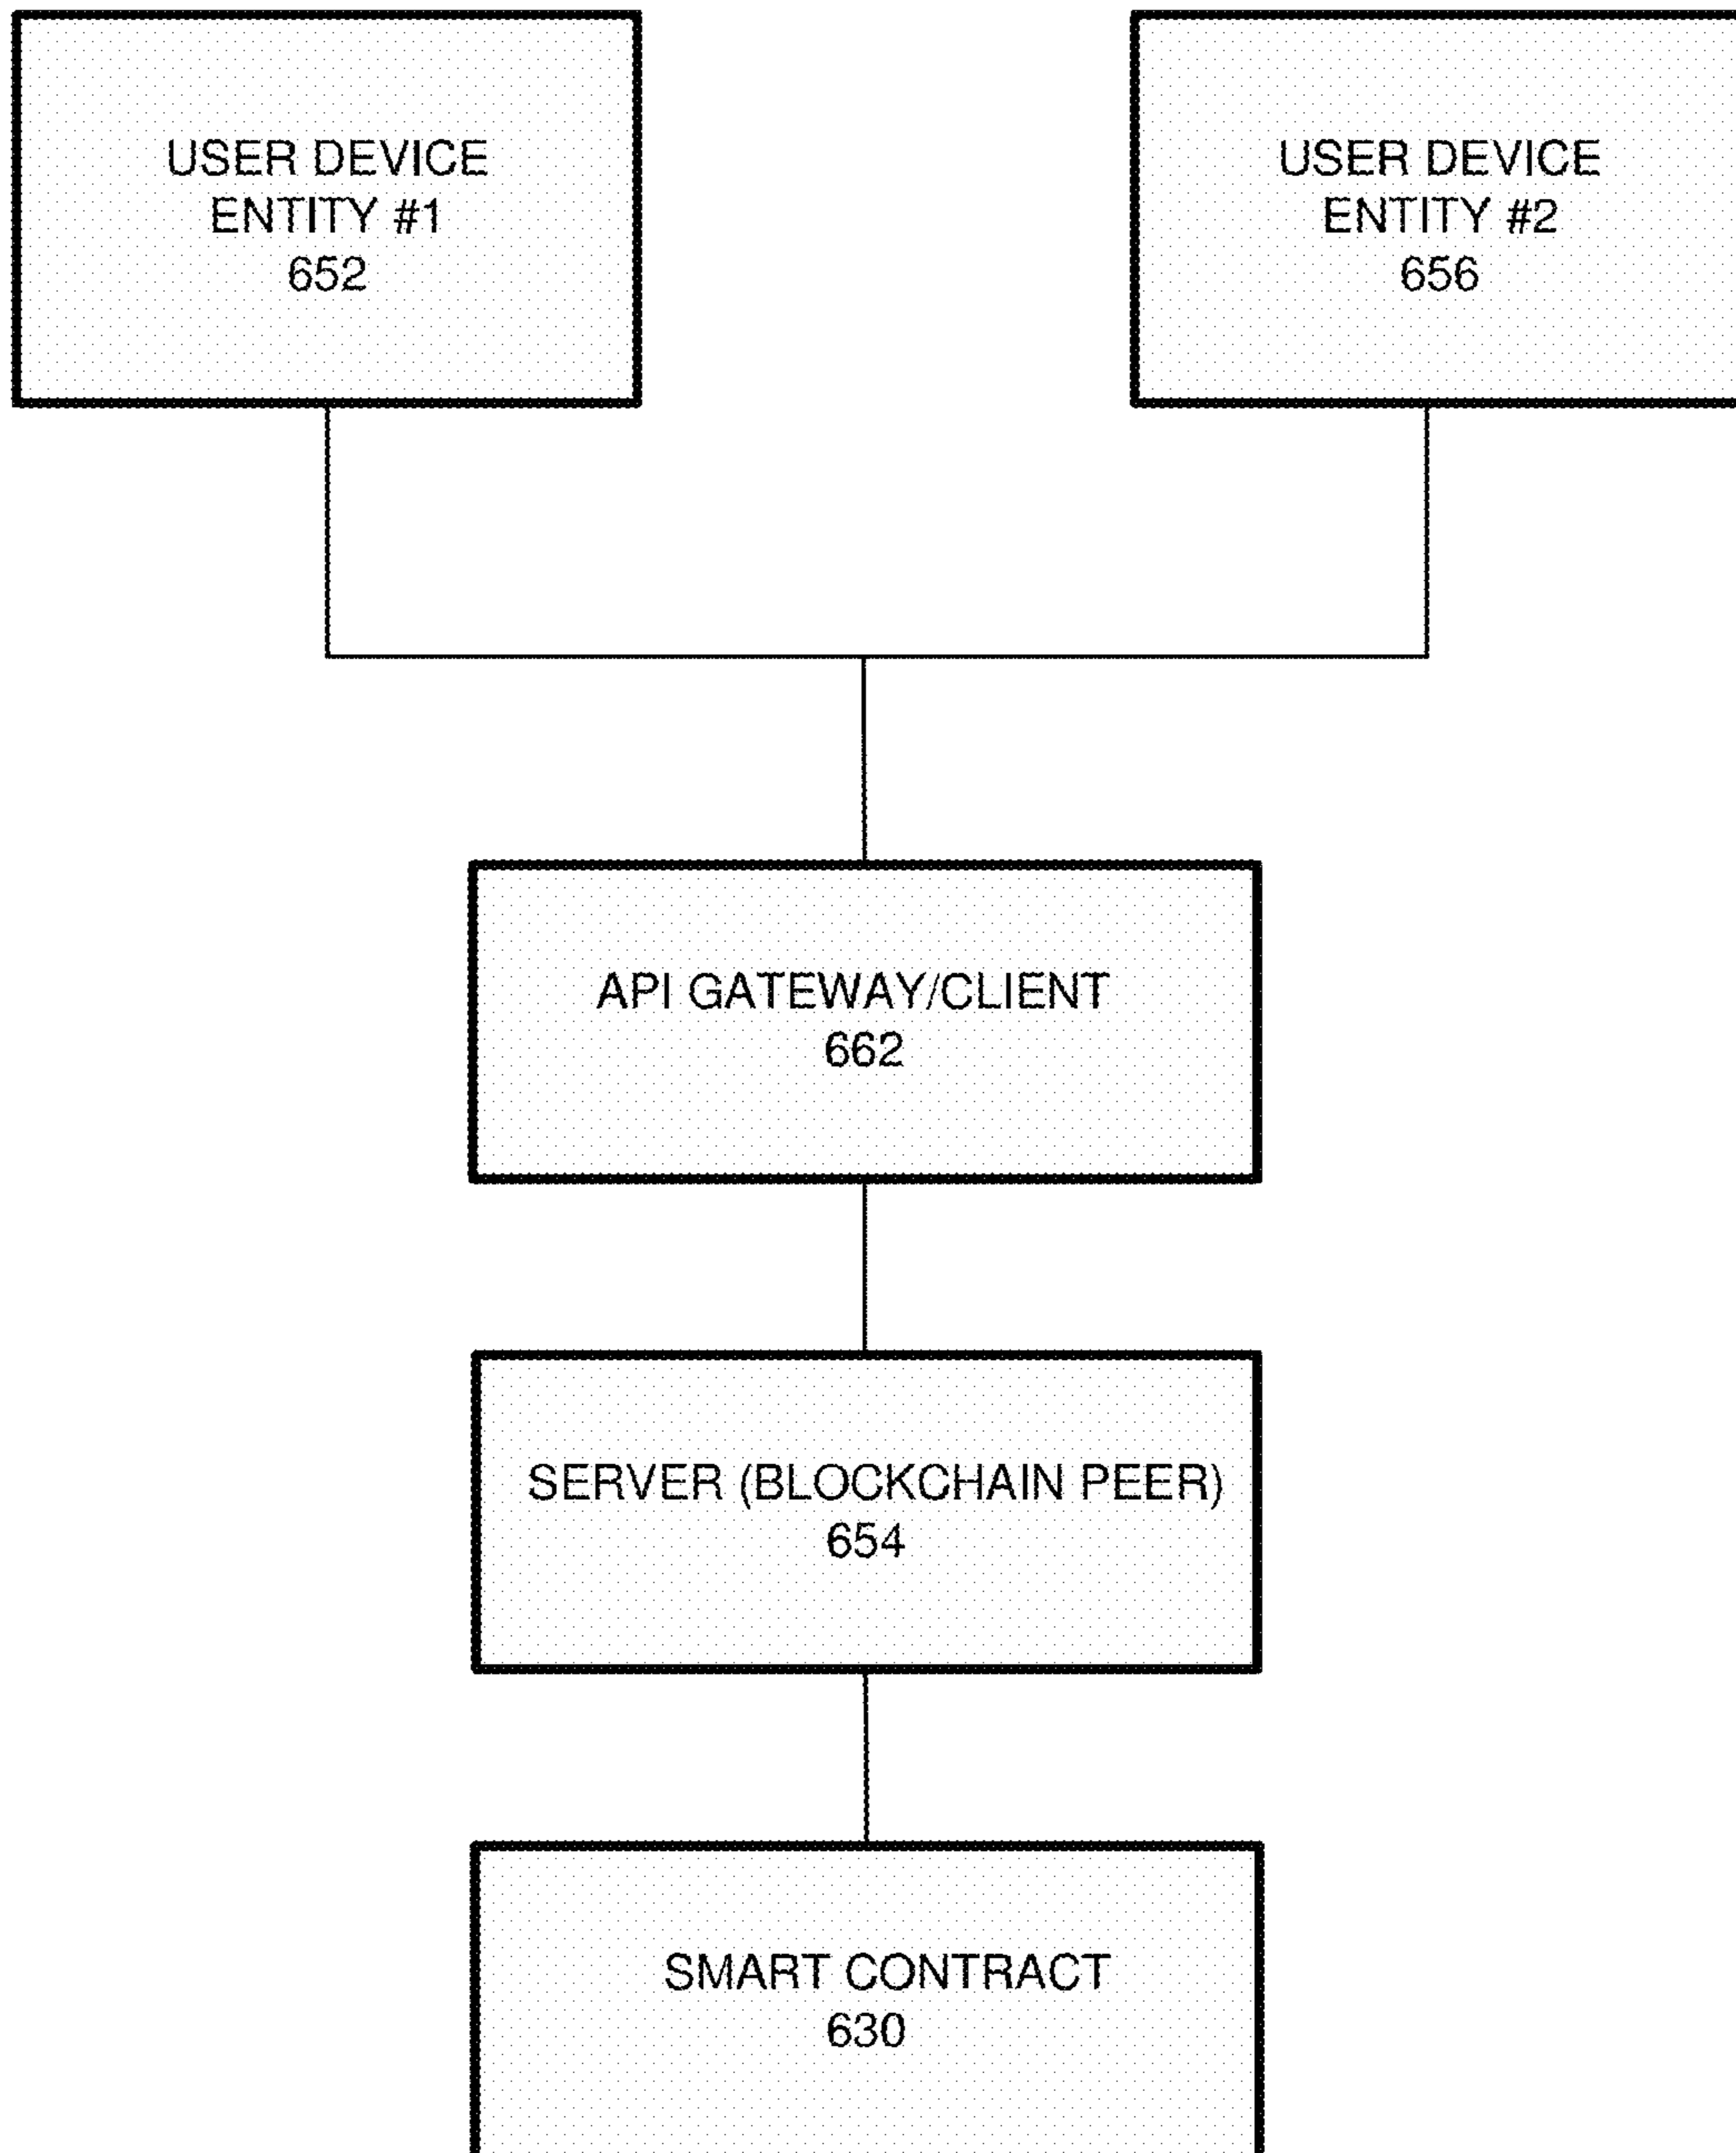 USER DEVICE
ENTITY #1
652
USER DEVICE
ENTITY #2
656
API GATEWAY/CLIENT
662
SERVER (BLOCKCHAIN PEER)
654
SMART CONTRACT
630